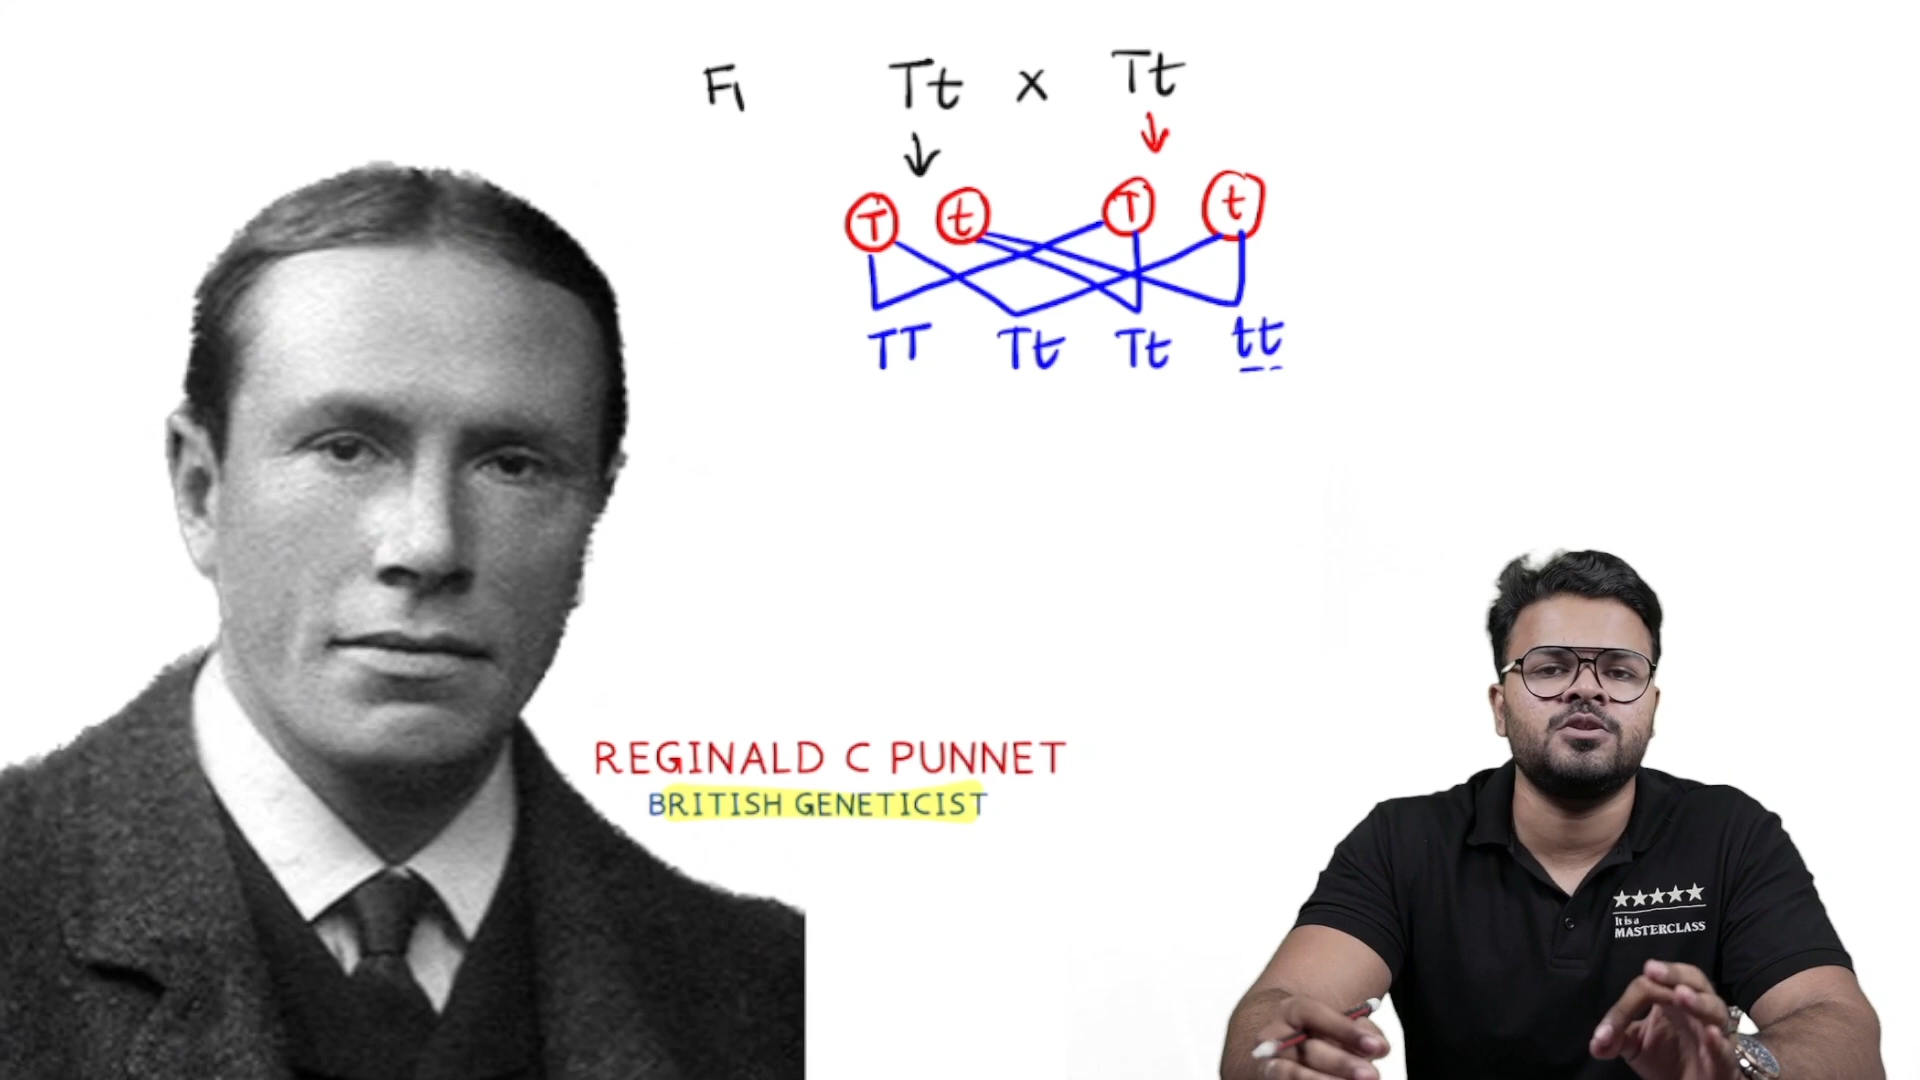 F1 Tt x Tt
T t T t
TT Tt Tt tt
REGINALD C PUNNET
BRITISH GENETICIST
It is a
MASTERCLASS